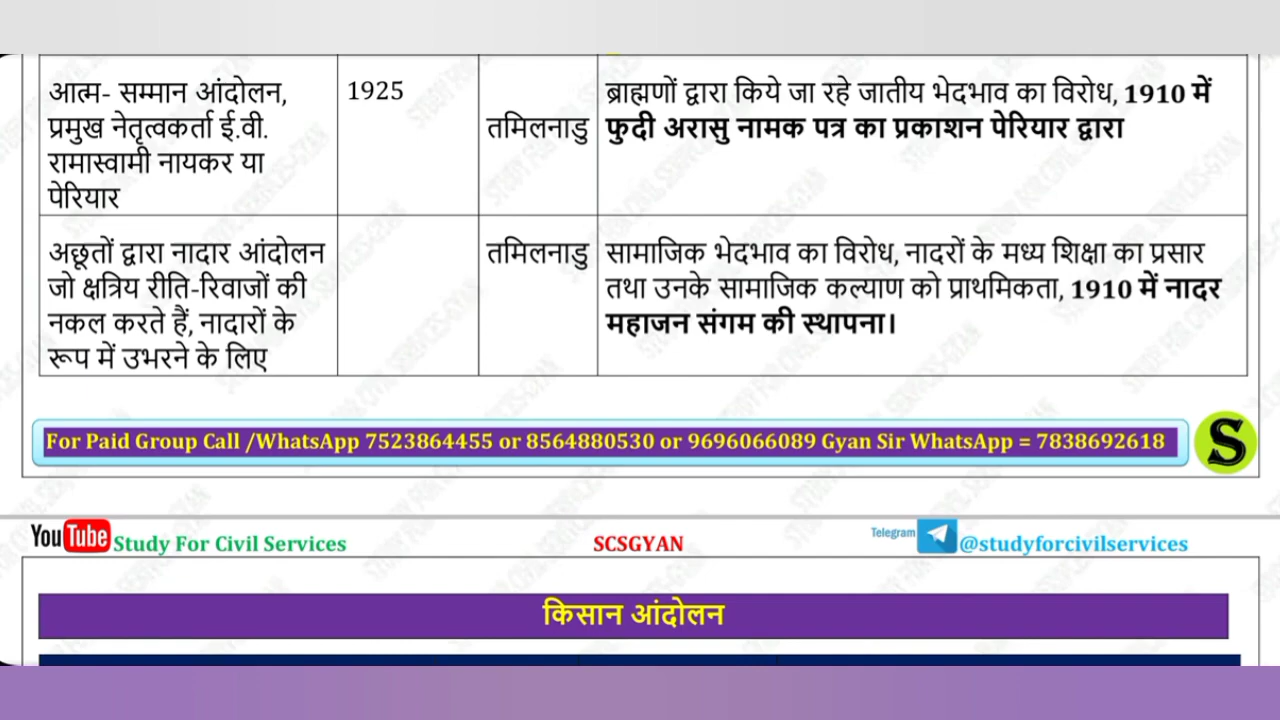 आत्म- सम्मान आंदोलन,
प्रमुख नेतृत्वकर्ता ई.वी.
रामास्वामी नायकर या
पेरियार
1925
तमिलनाडु
ब्राह्मणों द्वारा किये जा रहे जातीय भेदभाव का विरोध, 1910 में
फुदी अरासु नामक पत्र का प्रकाशन पेरियार द्वारा
अछूतों द्वारा नादार आंदोलन
जो क्षत्रिय रीति-रिवाजों की
नकल करते हैं, नादारों के
रूप में उभरने के लिए
तमिलनाडु
सामाजिक भेदभाव का विरोध, नादरों के मध्य शिक्षा का प्रसार
तथा उनके सामाजिक कल्याण को प्राथमिकता, 1910 में नादर
महाजन संगम की स्थापना।
For Paid Group Call /WhatsApp 7523864455 or 8564880530 or 9696066089 Gyan Sir WhatsApp = 7838692618
S
YouTube Study For Civil Services
SCSGYAN
Telegram @studyforcivilservices
किसान आंदोलन